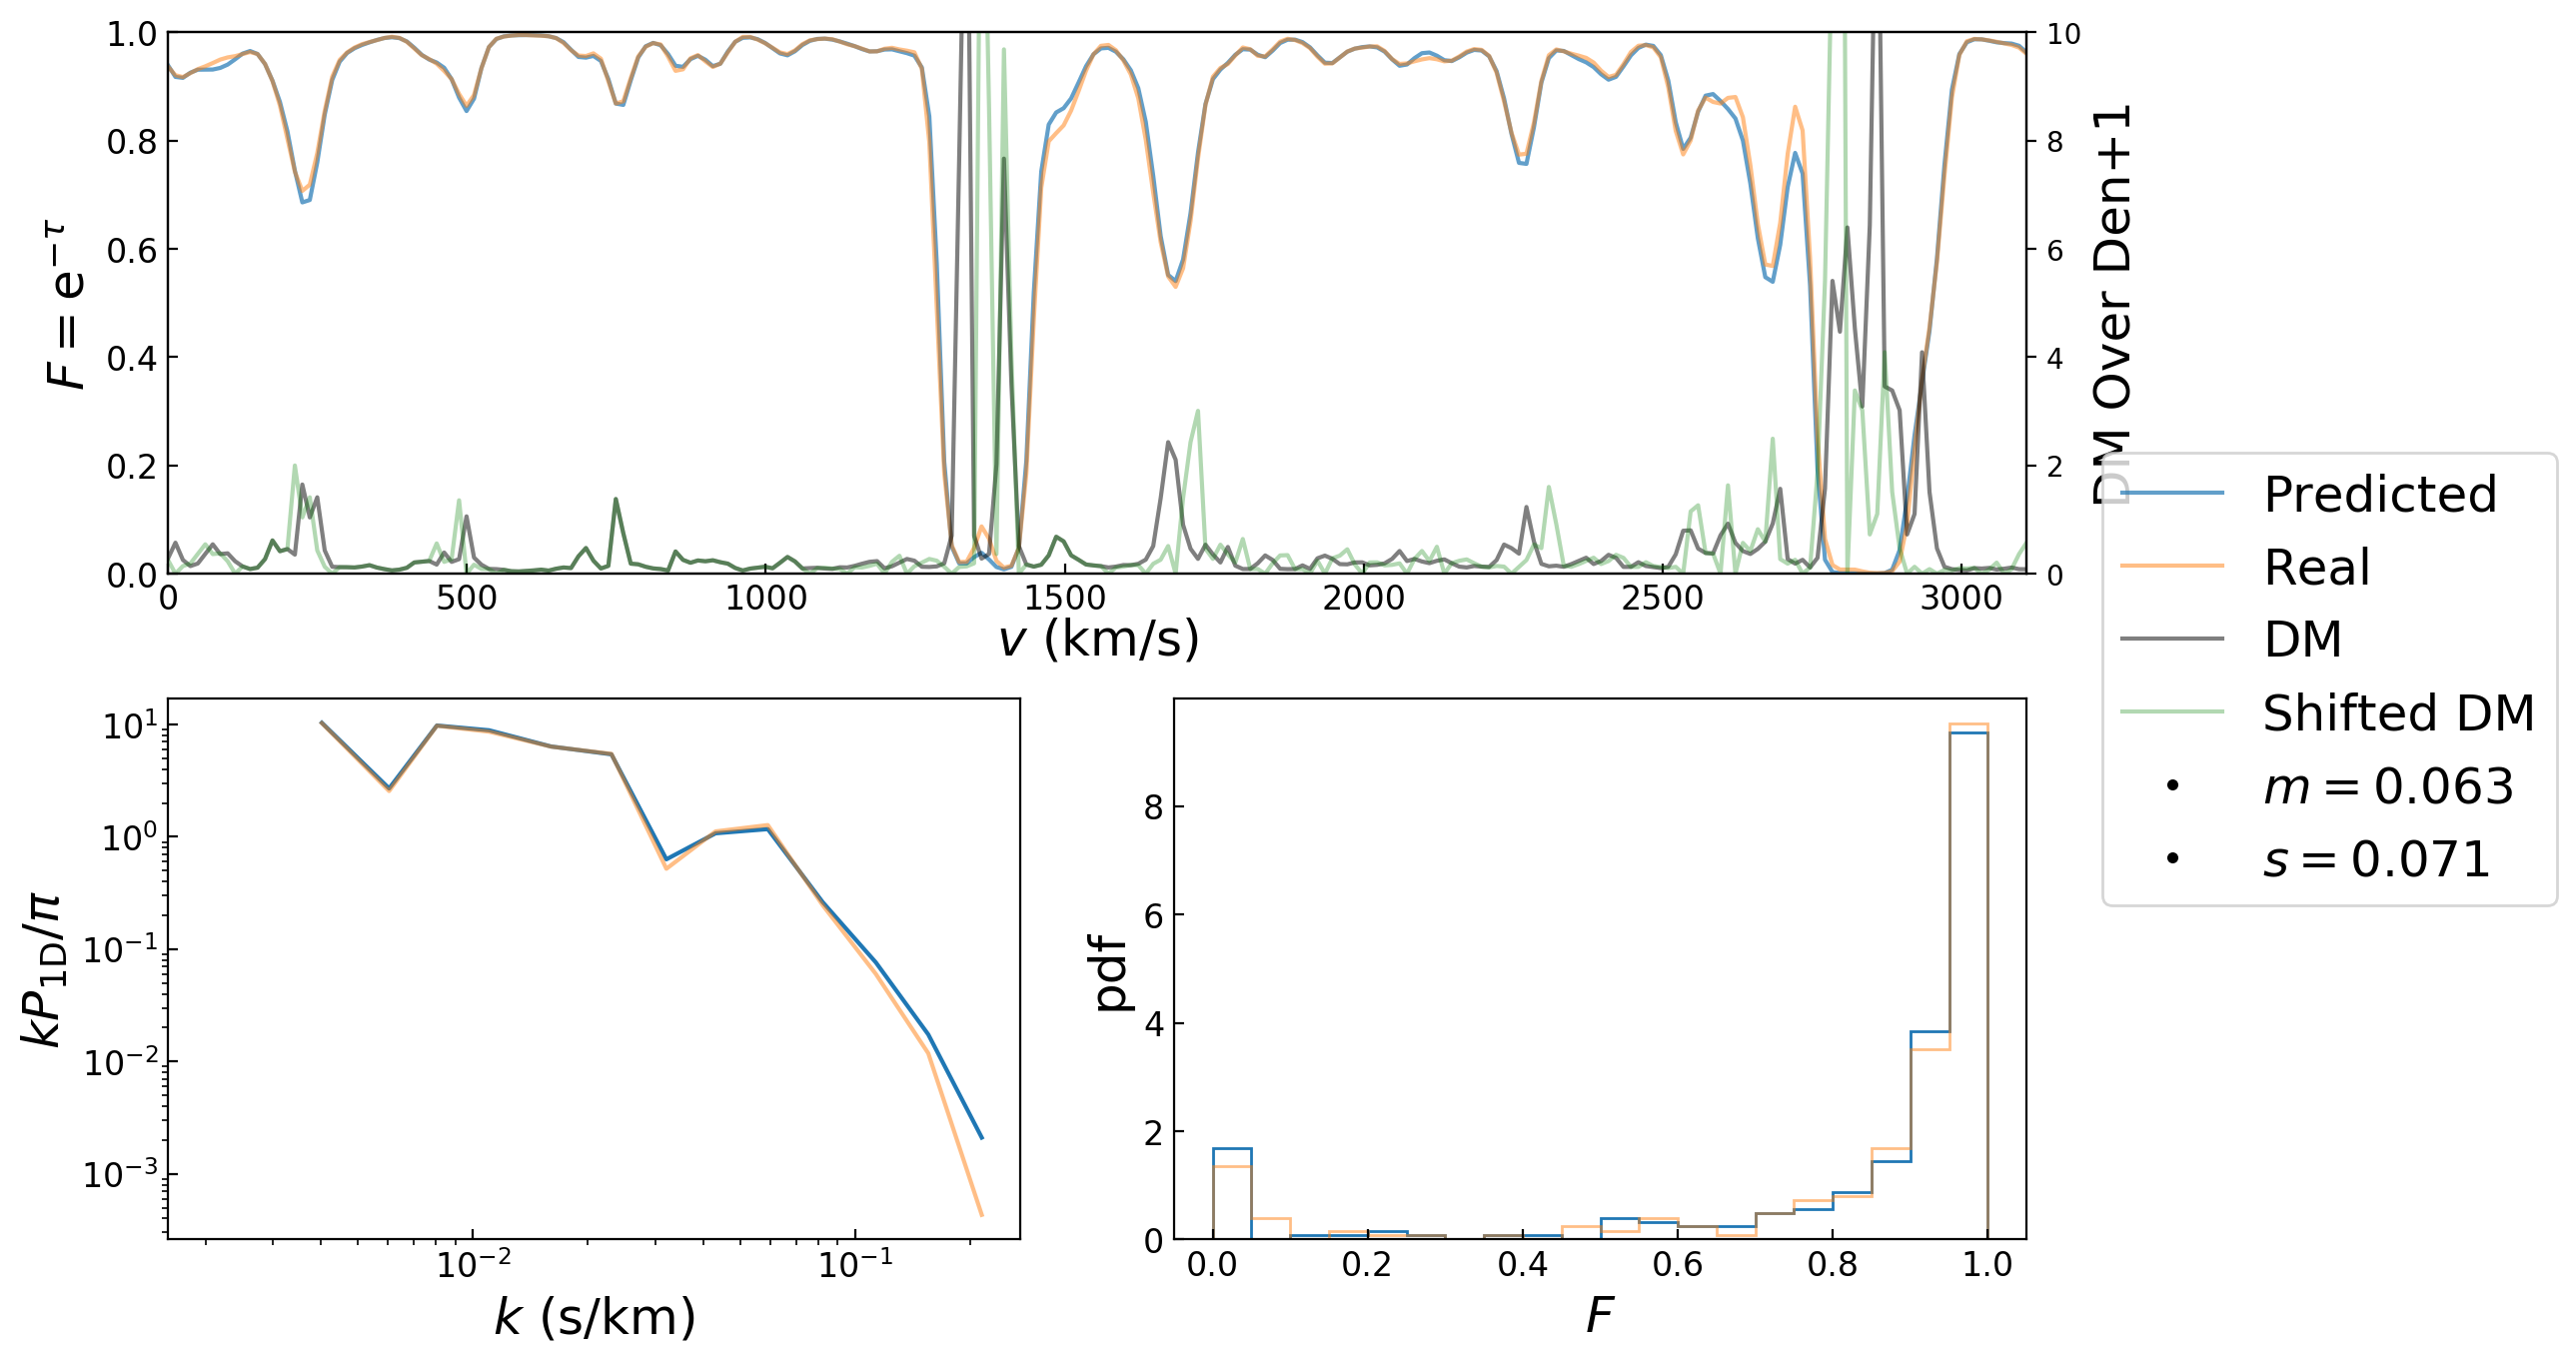 1.0
0.8
0.6
0.4
0.2
0.0
F = e^{−τ}
10
8
6
4
2
0
DM Over Den+1
0 500 1000 1500 2000 2500 3000
v (km/s)
Predicted
Real
DM
Shifted DM
m = 0.063
s = 0.071
10^1
10^0
10^{−1}
10^{−2}
10^{−3}
kP_{1D}/π
10^{−2} 10^{−1}
k (s/km)
8
6
4
2
0
pdf
0.0 0.2 0.4 0.6 0.8 1.0
F